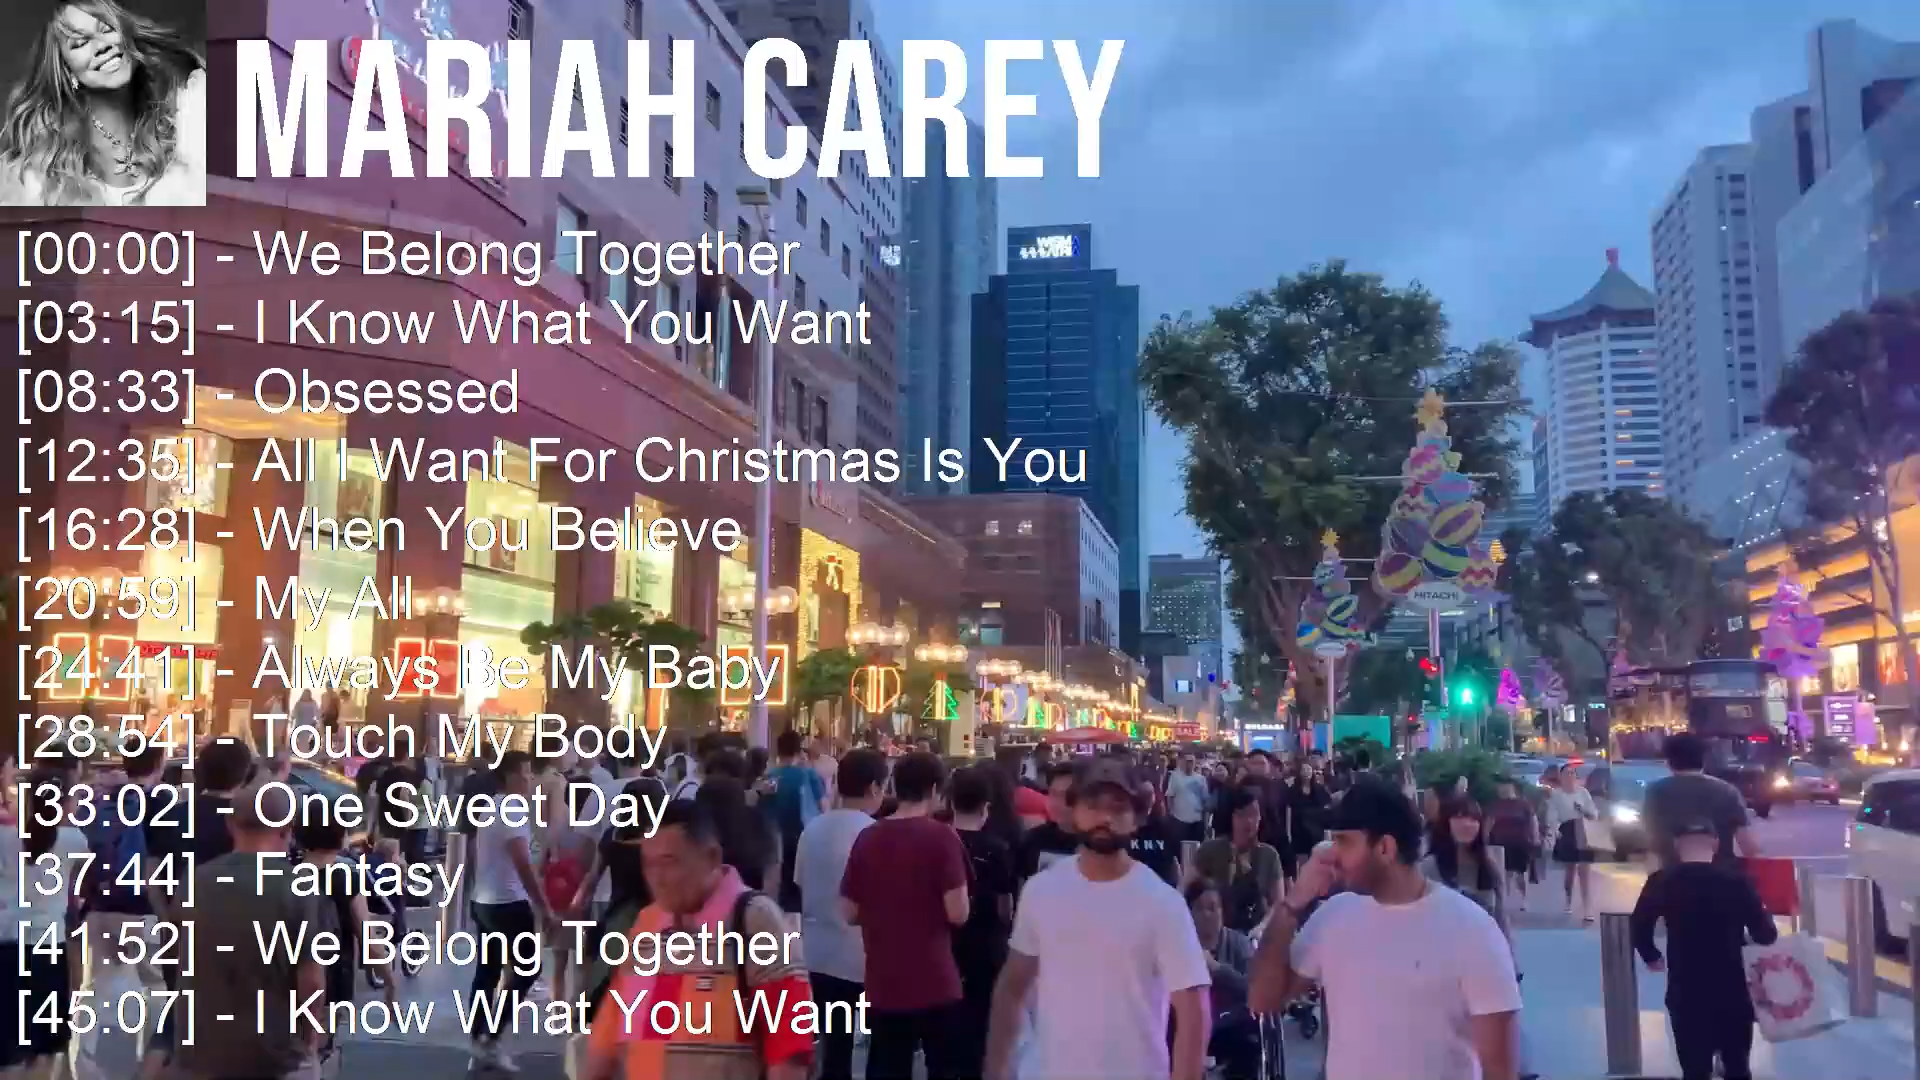 MARIAH CAREY
[00:00] - We Belong Together
[03:15] - I Know What You Want
[08:33] - Obsessed
[12:35] - All I Want For Christmas Is You
[16:28] - When You Believe
[20:59] - My All
[24:41] - Always Be My Baby
[28:54] - Touch My Body
[33:02] - One Sweet Day
[37:44] - Fantasy
[41:52] - We Belong Together
[45:07] - I Know What You Want
HITACHI